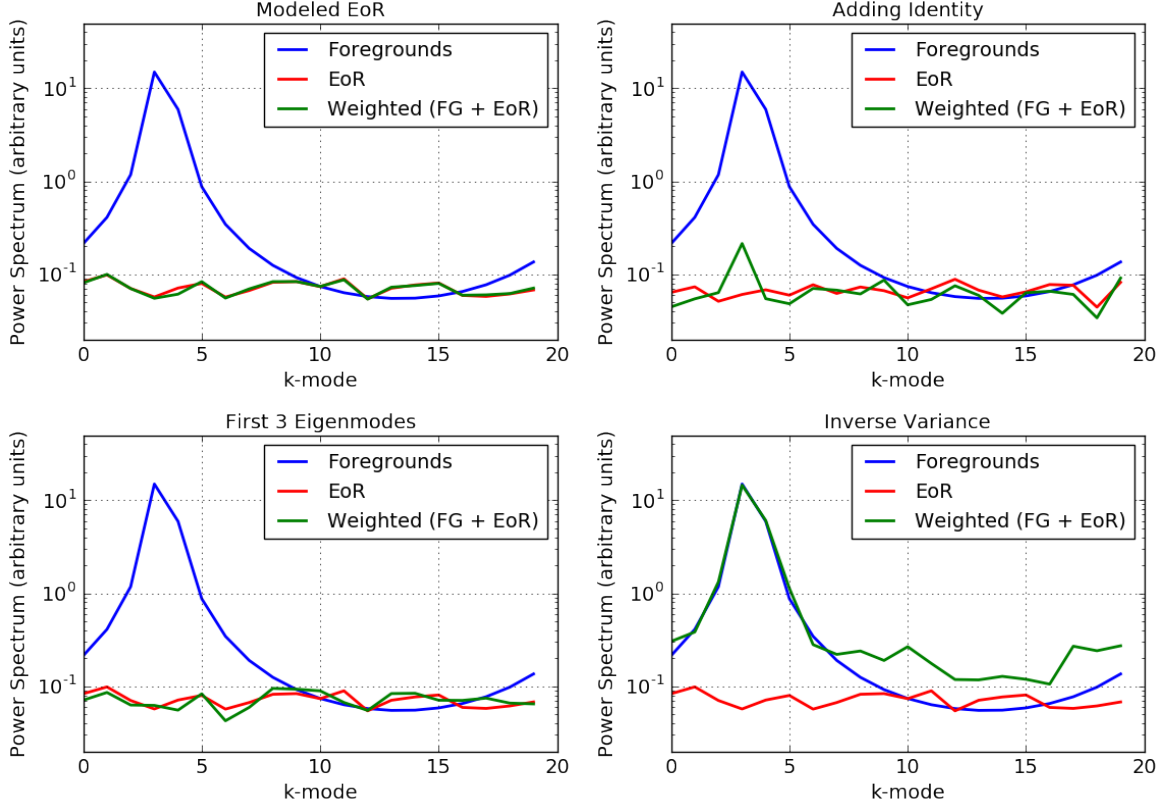 Modeled EoR
Power Spectrum (arbitrary units)
10^1
10^0
10^-1
Foregrounds
EoR
Weighted (FG + EoR)
0 5 10 15 20
k-mode
Adding Identity
Power Spectrum (arbitrary units)
10^1
10^0
10^-1
Foregrounds
EoR
Weighted (FG + EoR)
0 5 10 15 20
k-mode
First 3 Eigenmodes
Power Spectrum (arbitrary units)
10^1
10^0
10^-1
Foregrounds
EoR
Weighted (FG + EoR)
0 5 10 15 20
k-mode
Inverse Variance
Power Spectrum (arbitrary units)
10^1
10^0
10^-1
Foregrounds
EoR
Weighted (FG + EoR)
0 5 10 15 20
k-mode